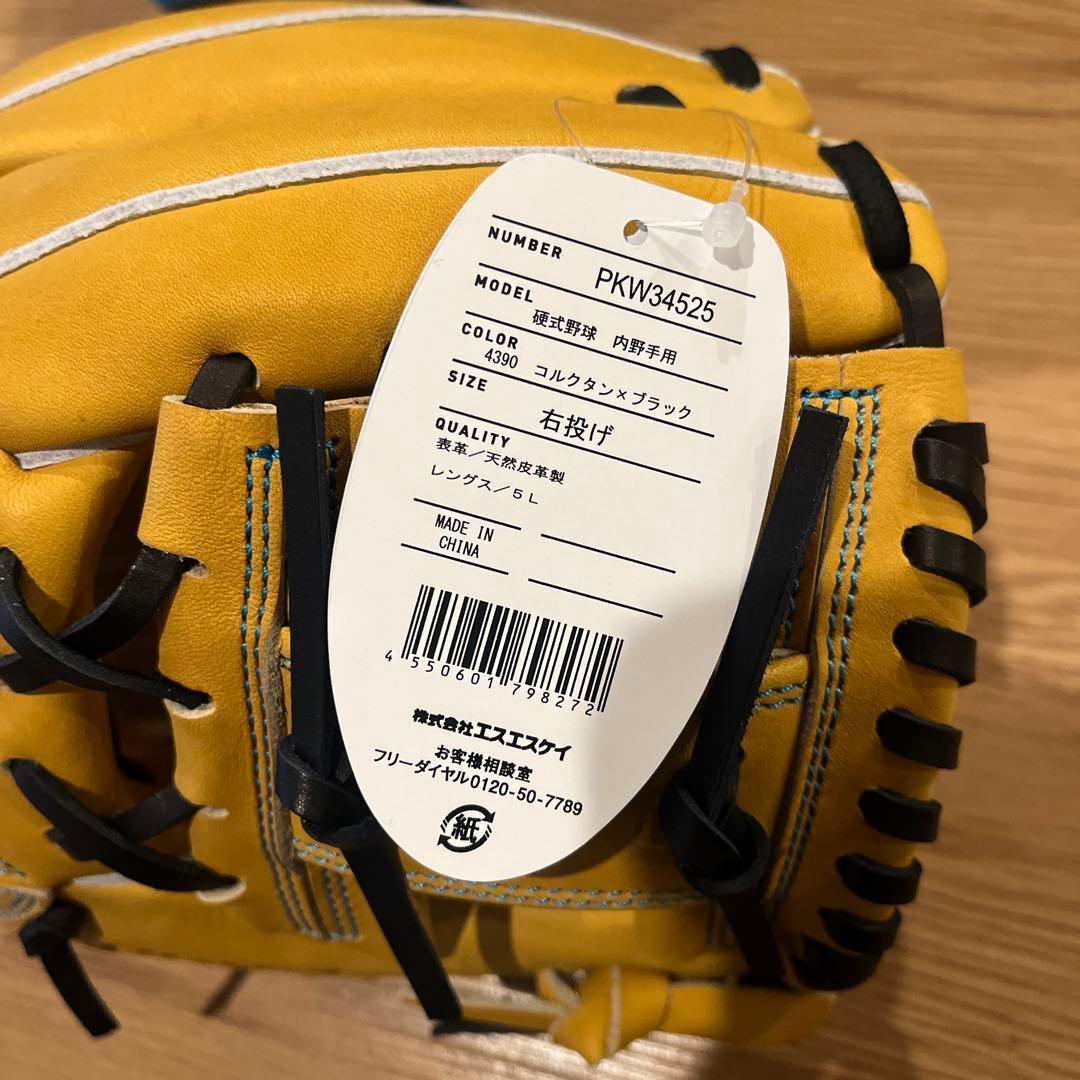 NUMBER
PKW34525
MODEL
硬式野球 内野手用
COLOR
4390 コルクタン×ブラック
SIZE
右投げ
QUALITY
表革／天然皮革製
レングス／5L
MADE IN
CHINA
4 550601 798272
株式会社エスエスケイ
お客様相談室
フリーダイヤル0120-50-7789
紙